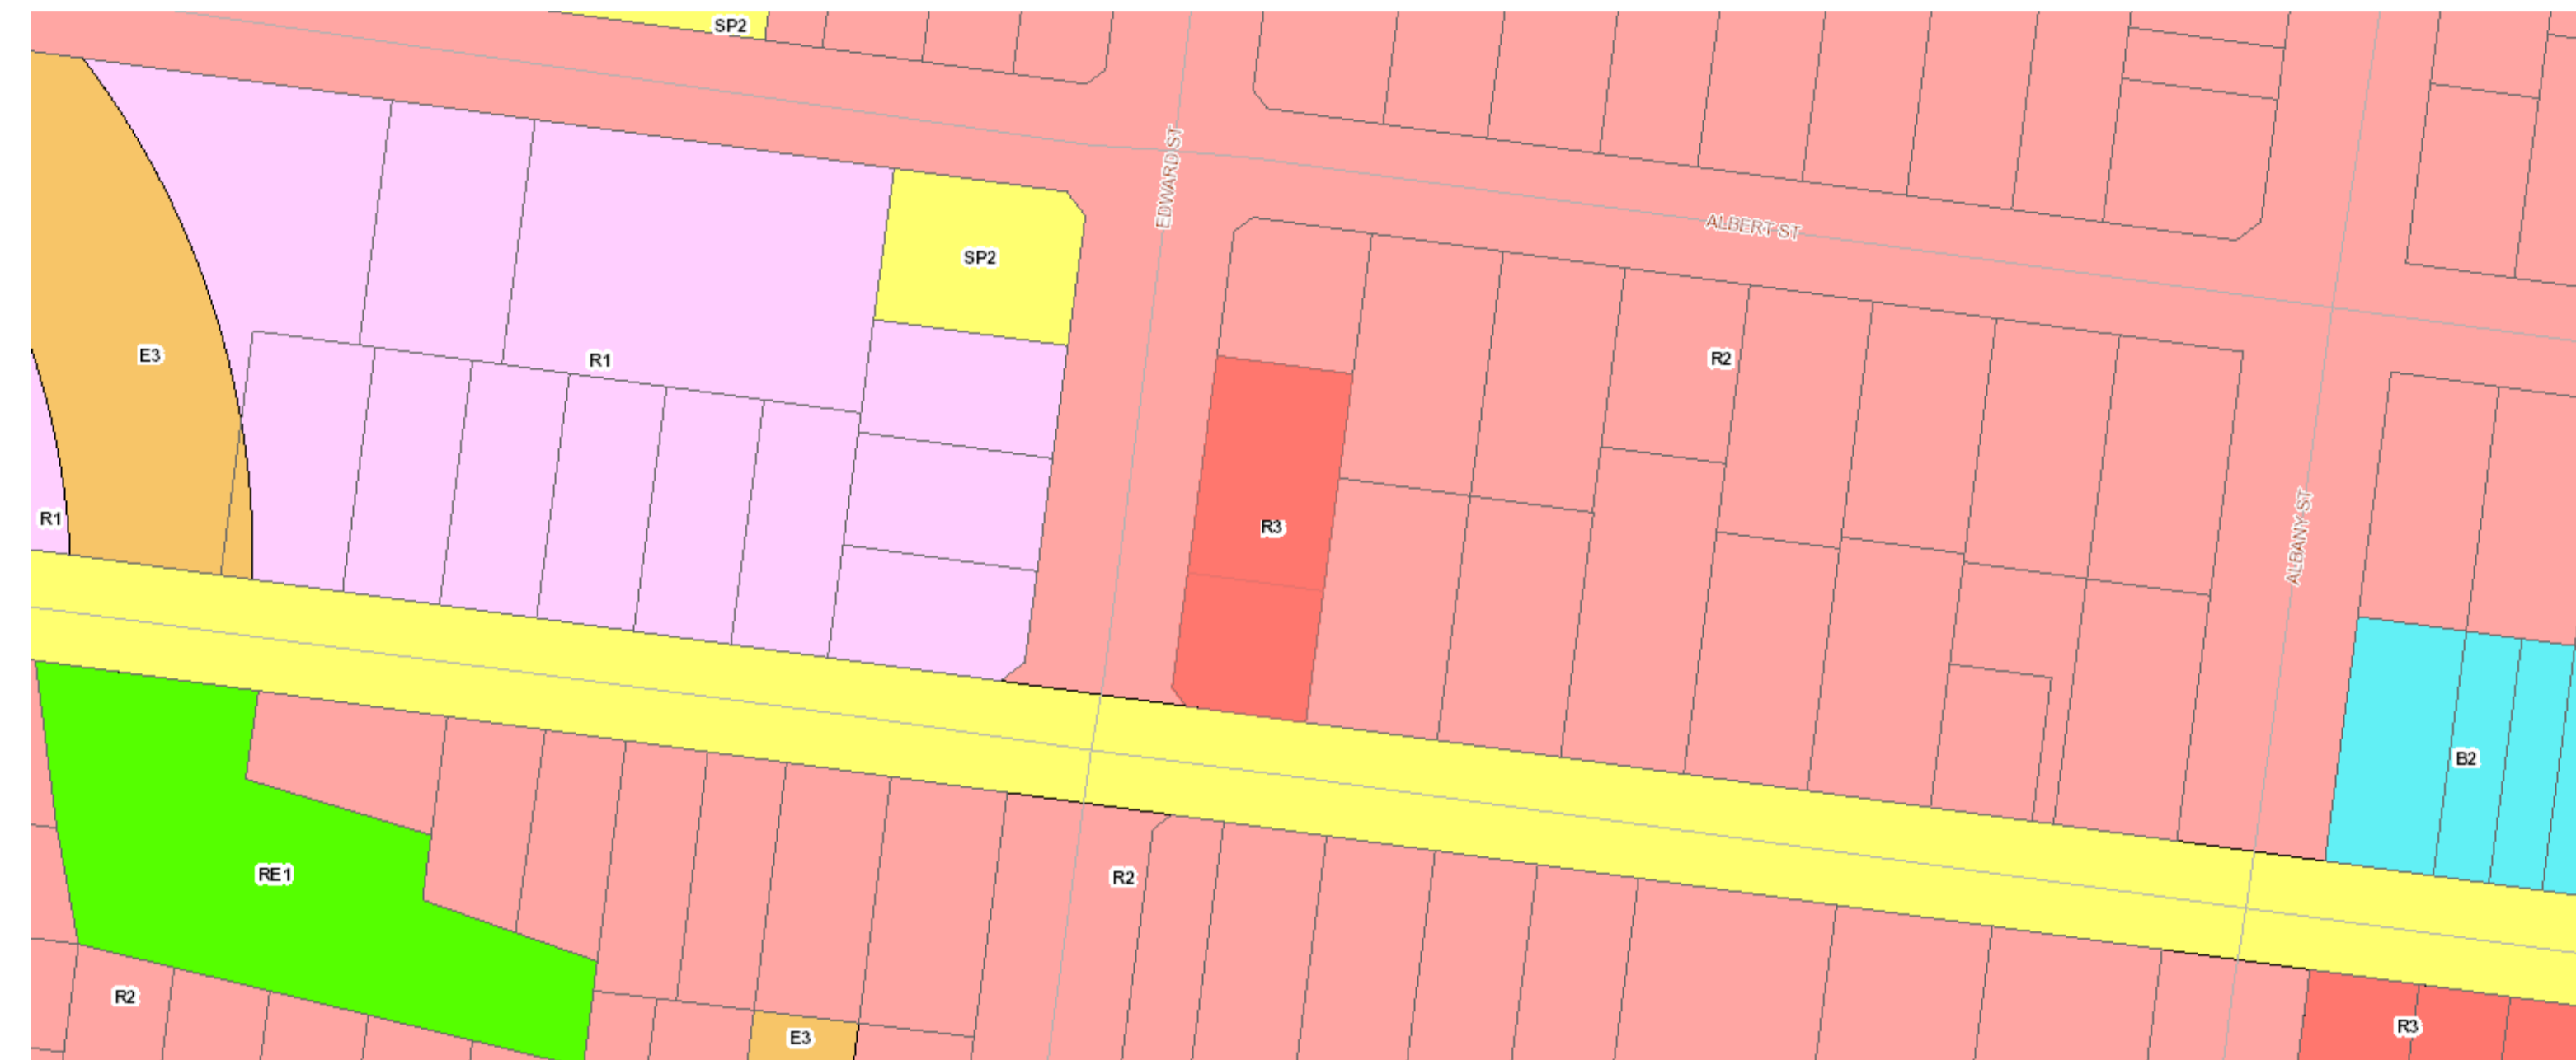 SP2
EDWARD ST
ALBERT ST
SP2
E3
R1
R2
R1
R3
ALBANY ST
B2
RE1
R2
R2
E3
R3